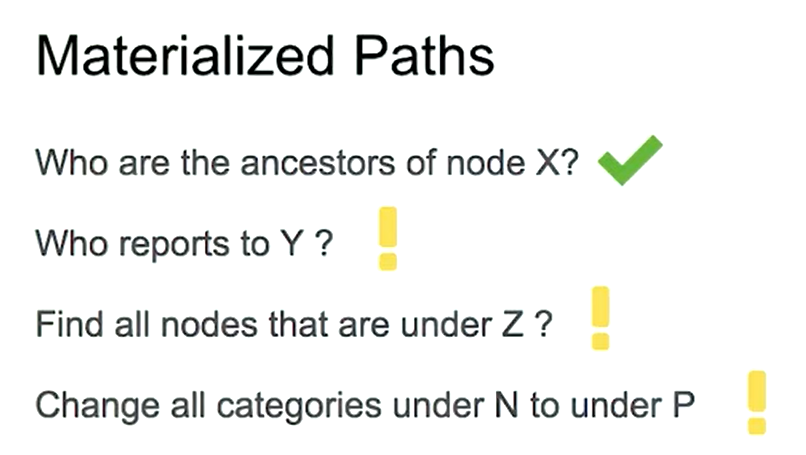 Materialized Paths
Who are the ancestors of node X?
Who reports to Y ?
Find all nodes that are under Z ?
Change all categories under N to under P